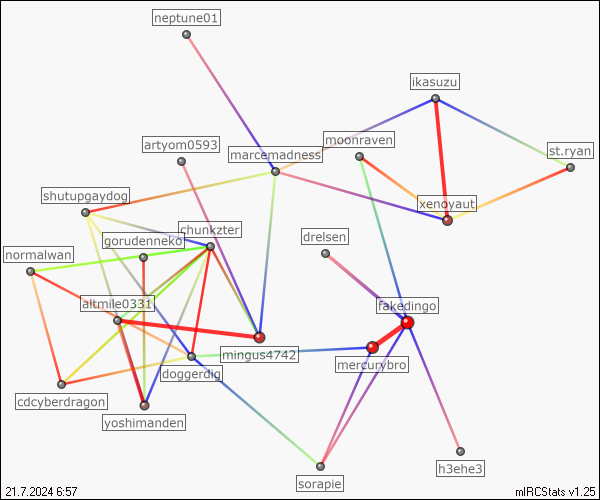 neptune01
ikasuzu
moonraven
artyom0593
st.ryan
marcemadness
shutupgaydog
xenoyaut
chunkzter
drelsen
gorudenneko
normalwan
altmile0331
fakedingo
mingus4742
mercurybro
doggerdig
cdcyberdragon
yoshimanden
h3ehe3
sorapie
21.7.2024 6:57
mIRCStats v1.25